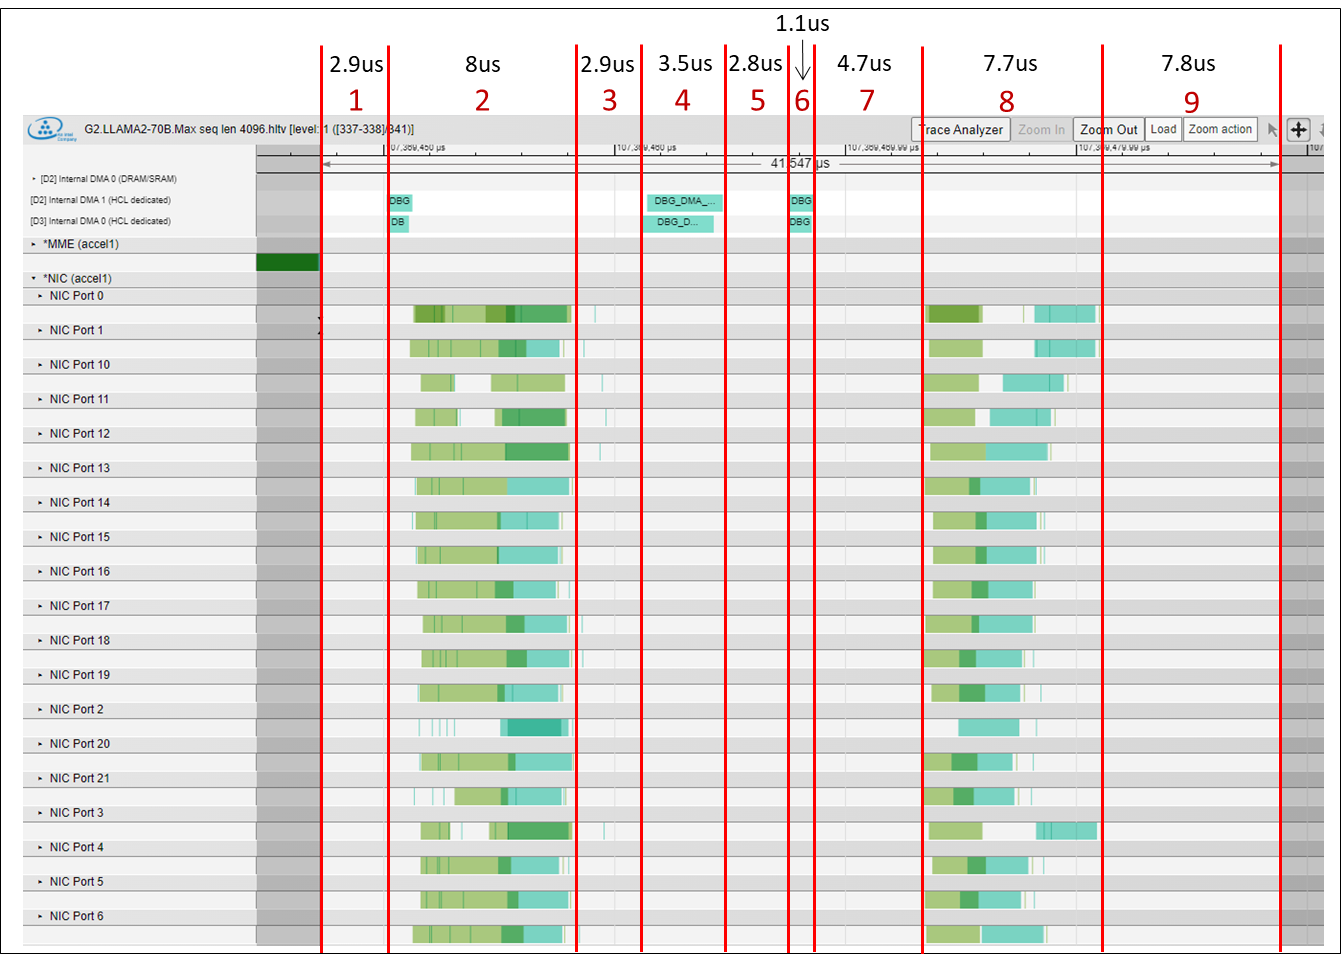 1.1us
2.9us 8us 2.9us 3.5us 2.8us 4.7us 7.7us 7.8us
1 2 3 4 5 6 7 8 9
G2.LLAMA2-70B.Max seq len 4096.hltv [level: 1 ([337-338]/341)]
Trace Analyzer Zoom In Zoom Out Load Zoom action
41.547 μs
[D2] Internal DMA 0 (DRAM/SRAM)
[D2] Internal DMA 1 (HCL dedicated) DBG DBG_DMA_... DBG
[D3] Internal DMA 0 (HCL dedicated) DB DBG_D... DBG
*MME (accel1)
*NIC (accel1)
NIC Port 0
NIC Port 1
NIC Port 10
NIC Port 11
NIC Port 12
NIC Port 13
NIC Port 14
NIC Port 15
NIC Port 16
NIC Port 17
NIC Port 18
NIC Port 19
NIC Port 2
NIC Port 20
NIC Port 21
NIC Port 3
NIC Port 4
NIC Port 5
NIC Port 6